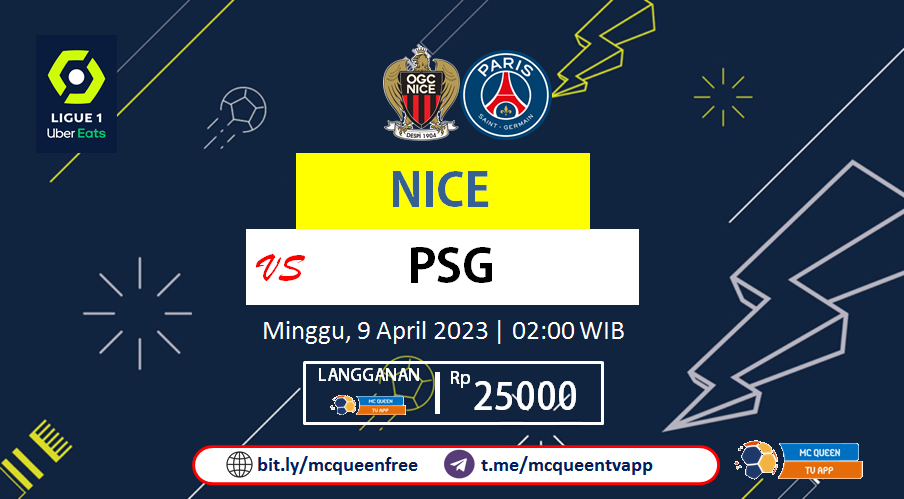 LIGUE 1
Uber Eats
OGC
NICE
DEPUIS 1904
PARIS
SAINT-GERMAIN
NICE
VS PSG
Minggu, 9 April 2023 | 02:00 WIB
LANGGANAN
MC QUEEN
TV APP
Rp 25000
bit.ly/mcqueenfree t.me/mcqueentvapp
MC QUEEN
TV APP